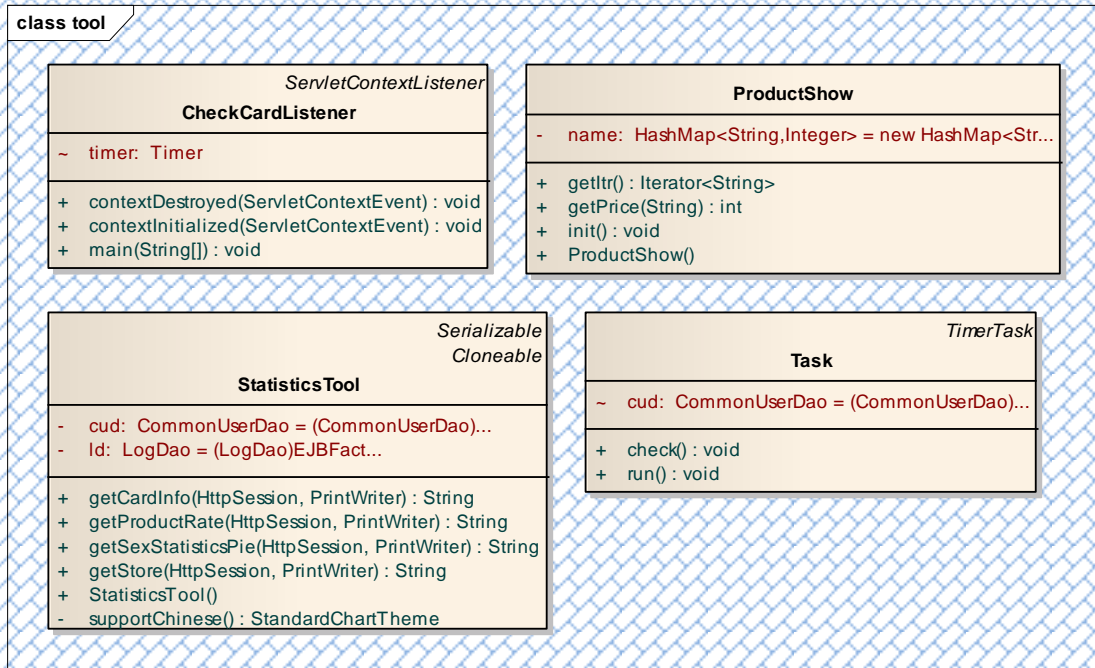 class tool
ServletContextListener
CheckCardListener
~ timer: Timer
+ contextDestroyed(ServletContextEvent) : void
+ contextInitialized(ServletContextEvent) : void
+ main(String[]) : void
ProductShow
- name: HashMap<String,Integer> = new HashMap<Str...
+ getItr() : Iterator<String>
+ getPrice(String) : int
+ init() : void
+ ProductShow()
Serializable
Cloneable
StatisticsTool
- cud: CommonUserDao = (CommonUserDao)...
- ld: LogDao = (LogDao)EJBFact...
+ getCardInfo(HttpSession, PrintWriter) : String
+ getProductRate(HttpSession, PrintWriter) : String
+ getSexStatisticsPie(HttpSession, PrintWriter) : String
+ getStore(HttpSession, PrintWriter) : String
+ StatisticsTool()
- supportChinese() : StandardChartTheme
TimerTask
Task
~ cud: CommonUserDao = (CommonUserDao)...
+ check() : void
+ run() : void